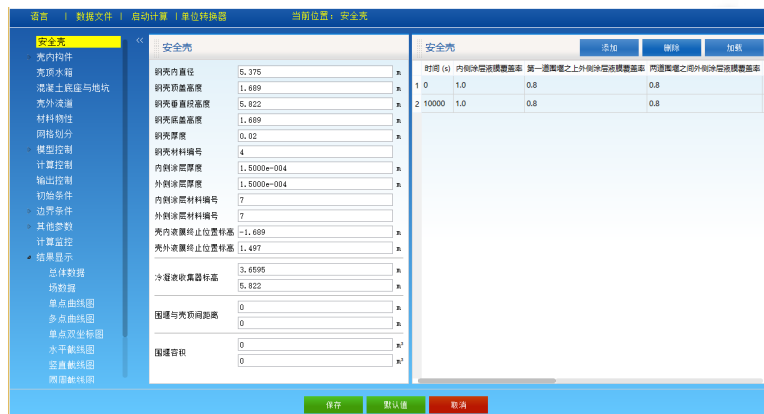 语言 | 数据文件 | 启动计算 | 单位转换器 当前位置: 安全壳
安全壳
壳内构件
壳顶水箱
混凝土底座与地坑
壳外流道
材料物性
网格划分
模型控制
计算控制
输出控制
初始条件
边界条件
其他参数
计算监控
结果显示
总体数据
场数据
单点曲线图
多点曲线图
单点双坐标图
水平截线图
竖直截线图
圆周截线图
<<
安全壳
钢壳内直径 5.375 m
钢壳顶盖高度 1.689 m
钢壳垂直段高度 5.822 m
钢壳底盖高度 1.689 m
钢壳厚度 0.02 m
钢壳材料编号 4
内侧涂层厚度 1.5000e-004 m
外侧涂层厚度 1.5000e-004 m
内侧涂层材料编号 7
外侧涂层材料编号 7
壳内液膜终止位置标高 -1.689 m
壳外液膜终止位置标高 1.497 m
冷凝液收集器标高 3.6595 m
5.822 m
围堰与壳顶间距离 0 m
0 m
围堰容积 0 m³
0 m³
安全壳 添加 删除 加载
时间 (s) 内侧涂层液膜覆盖率 第一道围堰之上外侧涂层液膜覆盖率 两道围堰之间外侧涂层液膜覆盖率
1 0 1.0 0.8 0.8
2 10000 1.0 0.8 0.8
保存 默认值 取消